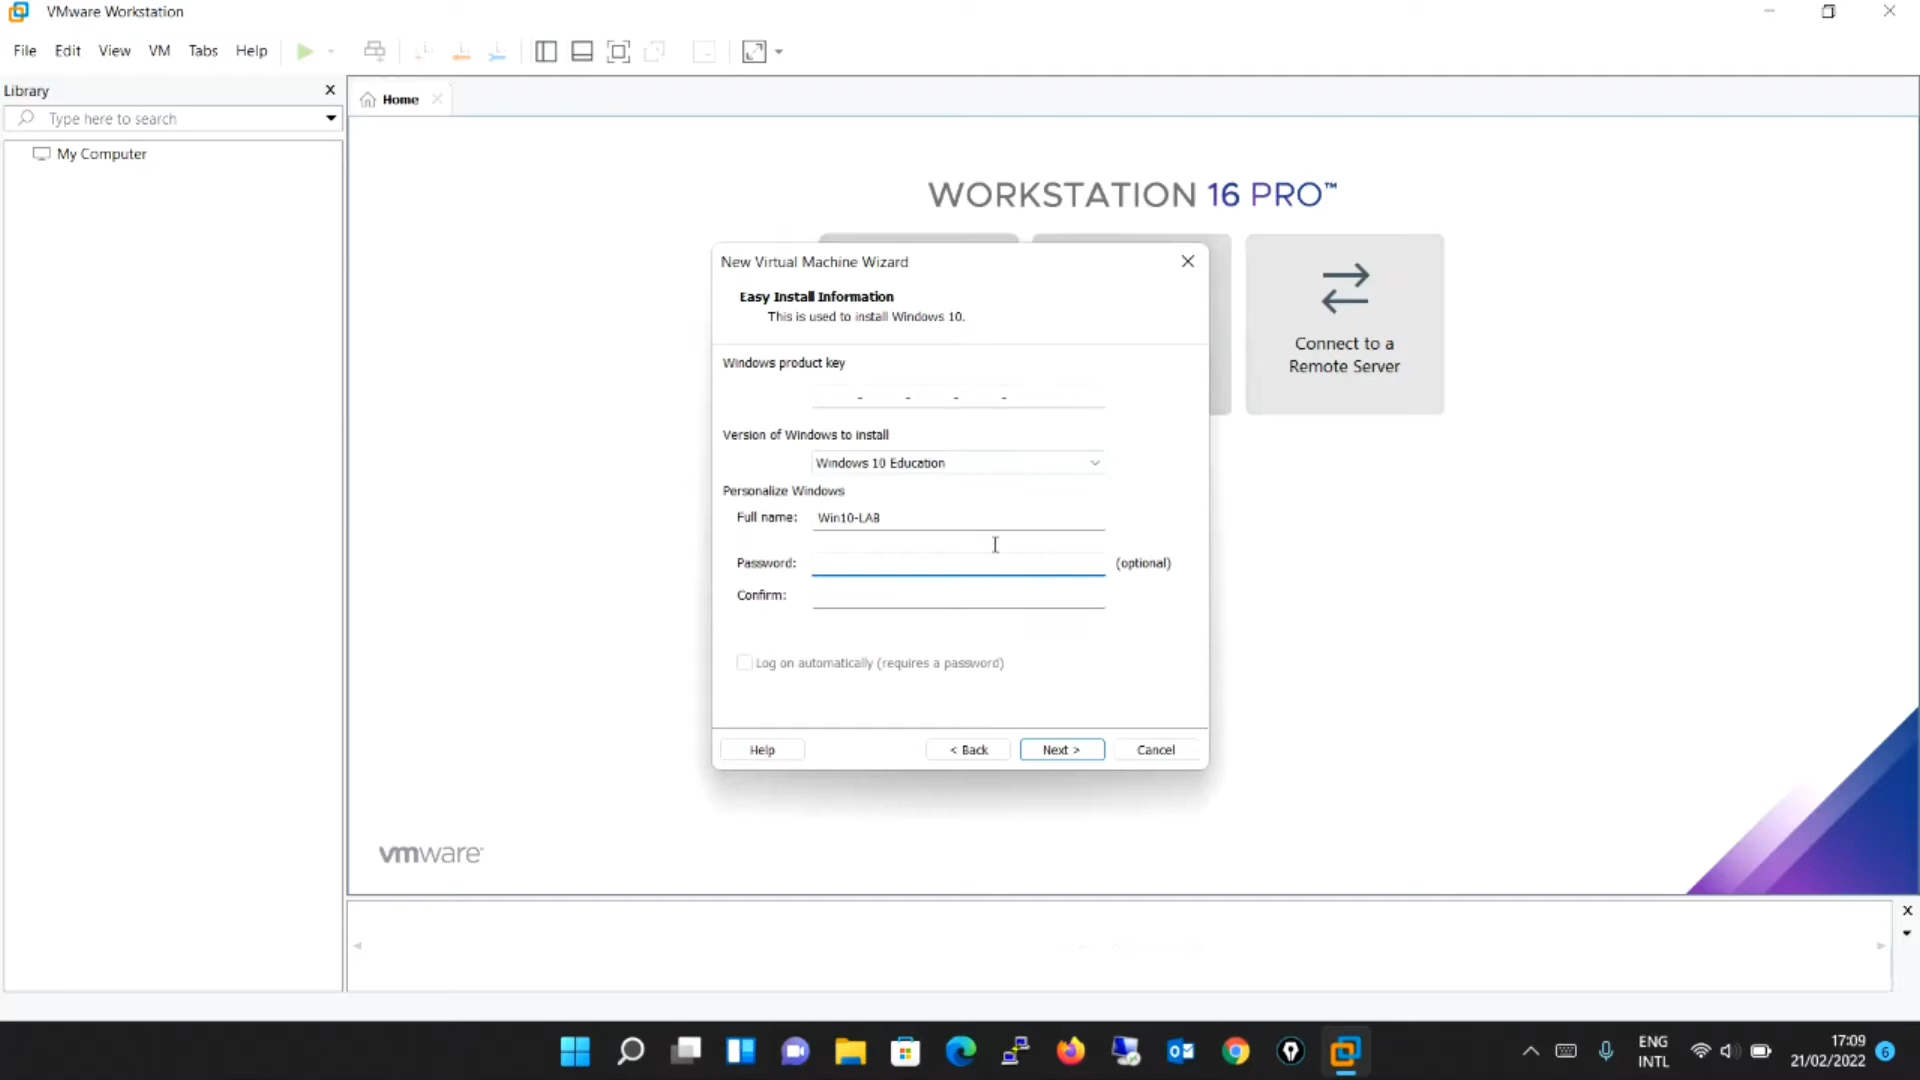 VMware Workstation
File Edit View VM Tabs Help
Library
Type here to search
My Computer
Home
WORKSTATION 16 PRO™
Connect to a
Remote Server
New Virtual Machine Wizard
Easy Install Information
This is used to install Windows 10.
Windows product key
- - - -
Version of Windows to install
Windows 10 Education
Personalize Windows
Full name: Win10-LAB
Password: (optional)
Confirm:
Log on automatically (requires a password)
Help < Back Next > Cancel
vmware
ENG
INTL
17:09
21/02/2022
6